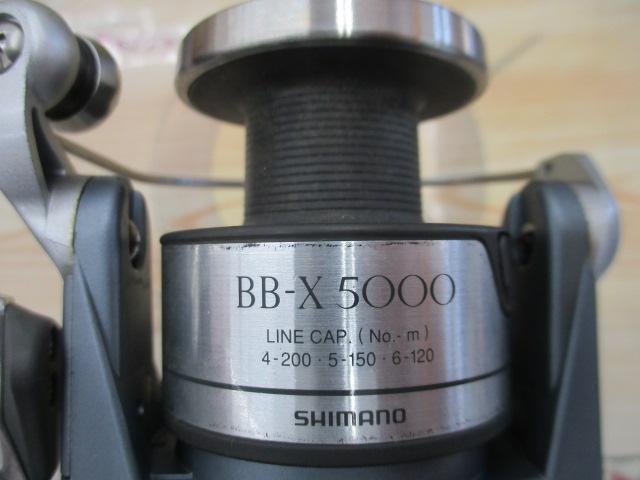 BB-X 5000
LINE CAP. (No.-m)
4-200·5-150·6-120
SHIMANO